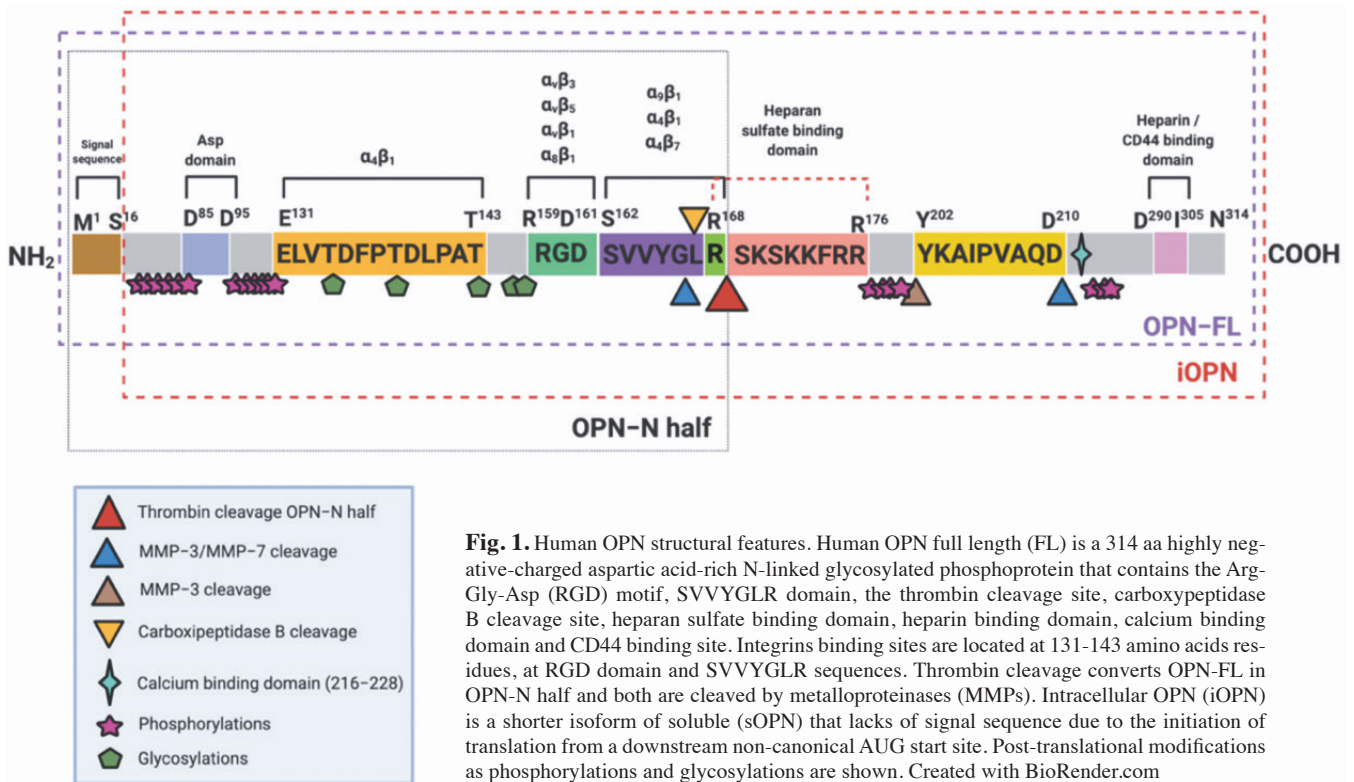 αvβ3
αvβ5
αvβ1
α8β1
α9β1
α4β1
α4β7
Signal
sequence
Asp
domain
α4β1
Heparan
sulfate binding
domain
Heparin /
CD44 binding
domain
M1 S16 D85 D95 E131 T143 R159 D161 S162 R168 R176 Y202 D210 D290 I305 N314
NH2 ELVTDFPTDLPAT RGD SVVYGL R SKSKKFRR YKAIPVAQD COOH
OPN-FL
iOPN
OPN-N half
Thrombin cleavage OPN-N half
MMP-3/MMP-7 cleavage
MMP-3 cleavage
Carboxipeptidase B cleavage
Calcium binding domain (216-228)
Phosphorylations
Glycosylations
Fig. 1. Human OPN structural features. Human OPN full length (FL) is a 314 aa highly neg-
ative-charged aspartic acid-rich N-linked glycosylated phosphoprotein that contains the Arg-
Gly-Asp (RGD) motif, SVVYGLR domain, the thrombin cleavage site, carboxypeptidase
B cleavage site, heparan sulfate binding domain, heparin binding domain, calcium binding
domain and CD44 binding site. Integrins binding sites are located at 131-143 amino acids res-
idues, at RGD domain and SVVYGLR sequences. Thrombin cleavage converts OPN-FL in
OPN-N half and both are cleaved by metalloproteinases (MMPs). Intracellular OPN (iOPN)
is a shorter isoform of soluble (sOPN) that lacks of signal sequence due to the initiation of
translation from a downstream non-canonical AUG start site. Post-translational modifications
as phosphorylations and glycosylations are shown. Created with BioRender.com